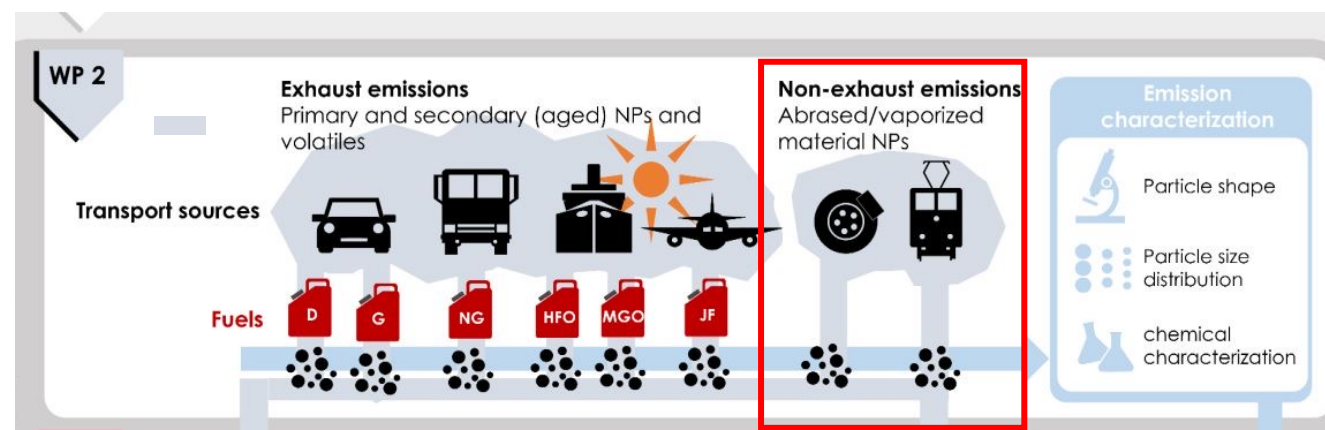 WP 2
Exhaust emissions
Primary and secondary (aged) NPs and
volatiles
Non-exhaust emissions
Abrased/vaporized
material NPs
Emission
characterization
Transport sources
Particle shape
Particle size
distribution
chemical
characterization
Fuels
D
G
NG
HFO
MGO
JF